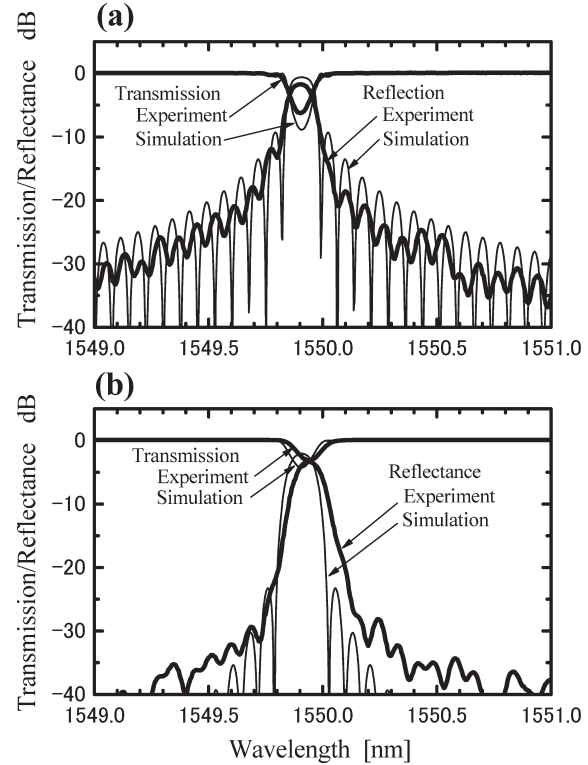 (a)
Transmission/Reflectance dB
0
−10
−20
−30
−40
Transmission
Experiment
Simulation
Reflection
Experiment
Simulation
1549.0 1549.5 1550.0 1550.5 1551.0
(b)
Transmission/Reflectance dB
0
−10
−20
−30
−40
Transmission
Experiment
Simulation
Reflectance
Experiment
Simulation
1549.0 1549.5 1550.0 1550.5 1551.0
Wavelength [nm]